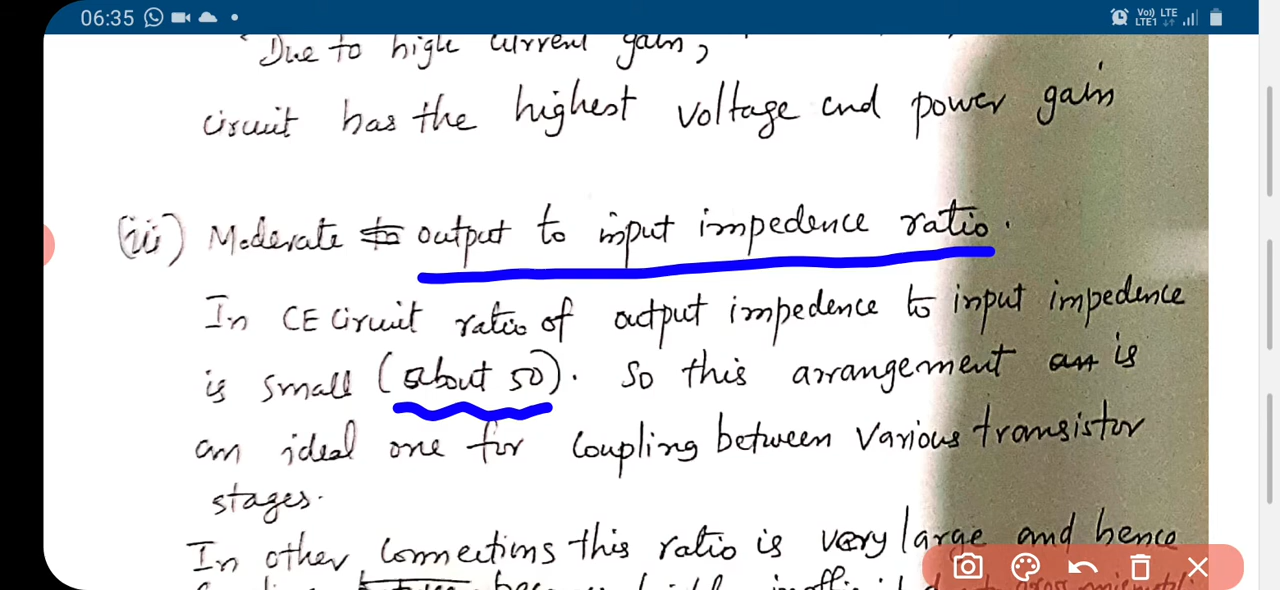 06:35
Vo) LTE
LTE1
Due to high current gain,
circuit has the highest voltage and power gain
(iii) Moderate to output to input impedence ratio.
In CE Circuit ratio of output impedence to input impedence
is small (about 50). So this arrangement an is
an ideal one for coupling between various transistor
stages.
In other connections this ratio is very large and hence